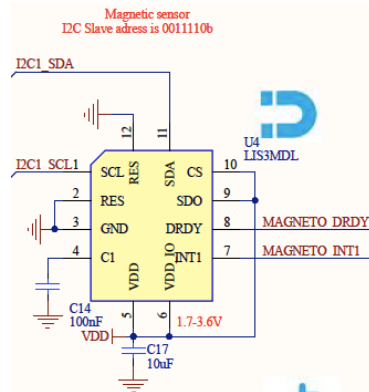 Magnetic sensor
I2C Slave adress is 0011110b
I2C1_SDA
12
11
U4
LIS3MDL
I2C1_SCL
1
SCL
RES
SDA
CS
10
2
RES
SDO
9
3
GND
DRDY
8
MAGNETO_DRDY
4
C1
INT1
7
MAGNETO_INT1
VDD
VDD_IO
C14
100nF
5
6
1.7-3.6V
VDD
C17
10uF